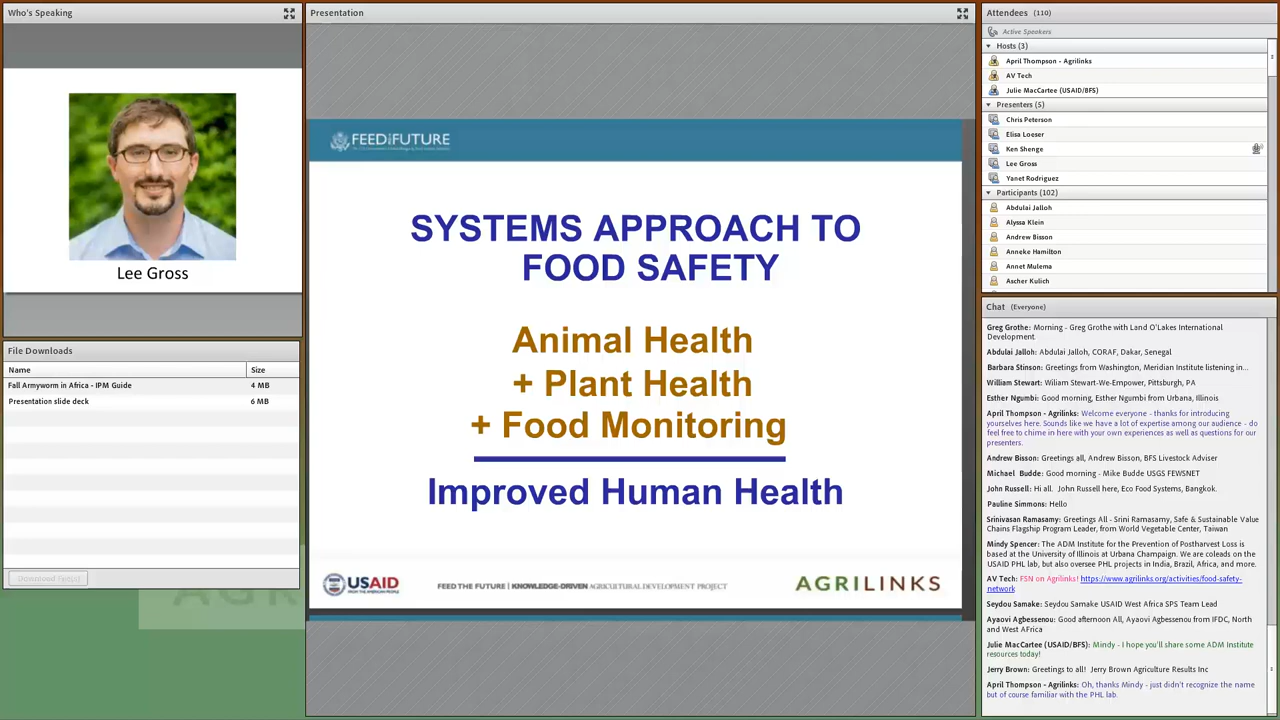 Who's Speaking
Lee Gross
File Downloads
Name Size
Fall Armyworm in Africa - IPM Guide 4 MB
Presentation slide deck 6 MB
Presentation
FEED THE FUTURE
SYSTEMS APPROACH TO
FOOD SAFETY
Animal Health
+ Plant Health
+ Food Monitoring
Improved Human Health
USAID
FROM THE AMERICAN PEOPLE
FEED THE FUTURE | KNOWLEDGE-DRIVEN AGRICULTURAL DEVELOPMENT PROJECT
AGRILINKS
Attendees (110)
Active Speakers
Hosts (3)
April Thompson - Agrilinks
AV Tech
Julie MacCartee (USAID/BFS)
Presenters (5)
Chris Peterson
Elisa Loeser
Ken Shenge
Lee Gross
Yanet Rodriguez
Participants (102)
Abdulai Jalloh
Alyssa Klein
Andrew Bisson
Anneke Hamilton
Annet Mulema
Ascher Kulich
Chat (Everyone)
Greg Grothe: Morning - Greg Grothe with Land O'Lakes International
Development
Abdulai Jalloh: Abdulai Jalloh, CORAF, Dakar, Senegal
Barbara Stinson: Greetings from Washington, Meridian Institute listening in...
William Stewart: Wiliam Stewart-We-Empower, Pittsburgh, PA
Esther Ngumbi: Good morning, Esther Ngumbi from Urbana, Illinois
April Thompson - Agrilinks: Welcome everyone - thanks for introducing
yourselves here. Sounds like we have a lot of expertise among our audience - do
feel free to chime in here with your own experiences as well as questions for our
presenters.
Andrew Bisson: Greetings all, Andrew Bisson, BFS Livestock Adviser
Michael Budde: Good morning - Mike Budde USGS FEWSNET
John Russell: Hi all. John Russell here, Eco Food Systems, Bangkok.
Pauline Simmons: Hello
Srinivasan Ramasamy: Greetings All - Srini Ramasamy, Safe & Sustainable Value
Chains Flagship Program Leader, from World Vegetable Center, Taiwan
Mindy Spencer: The ADM Institute for the Prevention of Postharvest Loss is
based at the University of Illinois at Urbana Champaign. We are coleads on the
USAID PHL lab, but also oversee PHL projects in India, Brazil, Africa, and more.
AV Tech: FSN on Agrilinks! https://www.agrilinks.org/activities/food-safety-
network
Seydou Samake: Seydou Samake USAID West Africa SPS Team Lead
Ayaovi Agbessenou: Good afternoon All, Ayaovi Agbessenou from IFDC, North
and West AFrica
Julie MacCartee (USAID/BFS): Mindy - I hope you'll share some ADM Institute
resources today!
Jerry Brown: Greetings to all! Jerry Brown Agriculture Results Inc
April Thompson - Agrilinks: Oh, thanks Mindy - just didn't recognize the name
but of course familiar with the PHL lab.